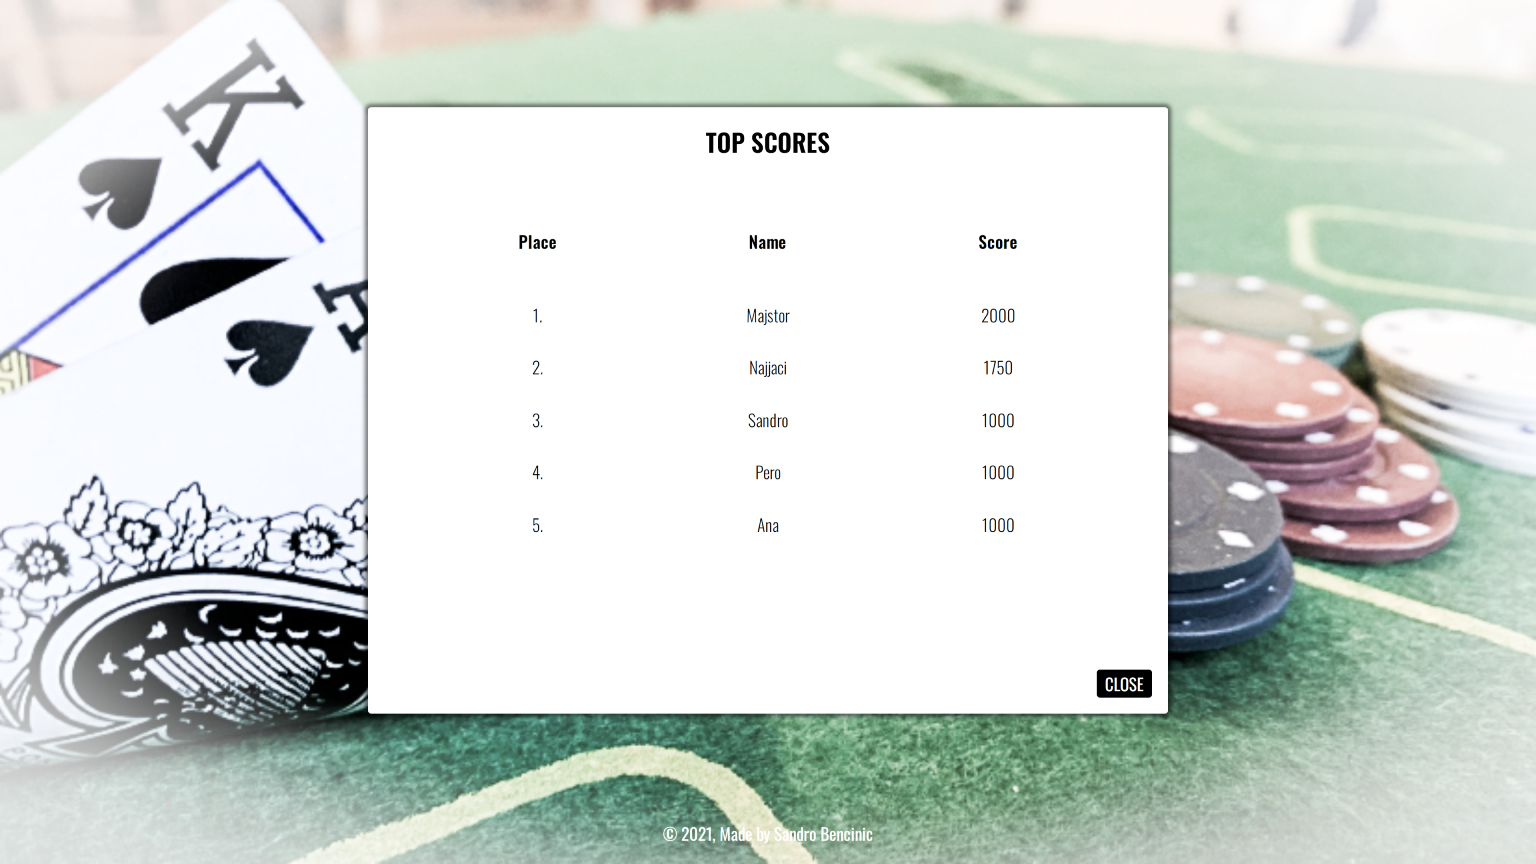 K
A
TOP SCORES
Place Name Score
1. Majstor 2000
2. Najjaci 1750
3. Sandro 1000
4. Pero 1000
5. Ana 1000
CLOSE
© 2021, Made by Sandro Bencinic